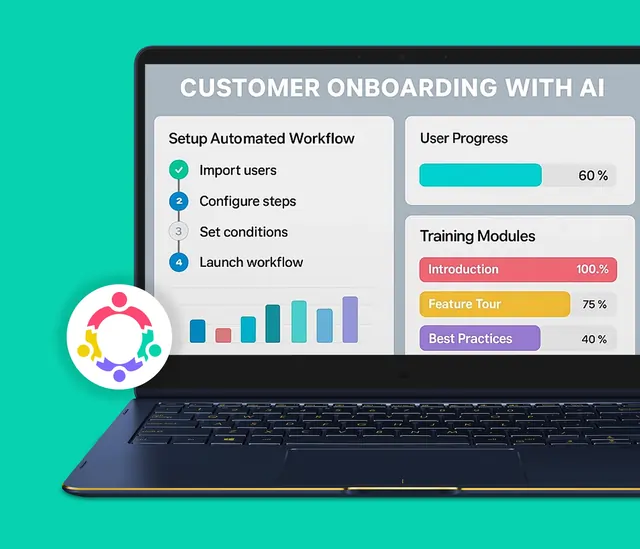 CUSTOMER ONBOARDING WITH AI
Setup Automated Workflow
Import users
2 Configure steps
3 Set conditions
4 Launch workflow
User Progress
60 %
Training Modules
Introduction 100.%
Feature Tour 75 %
Best Practices 40 %